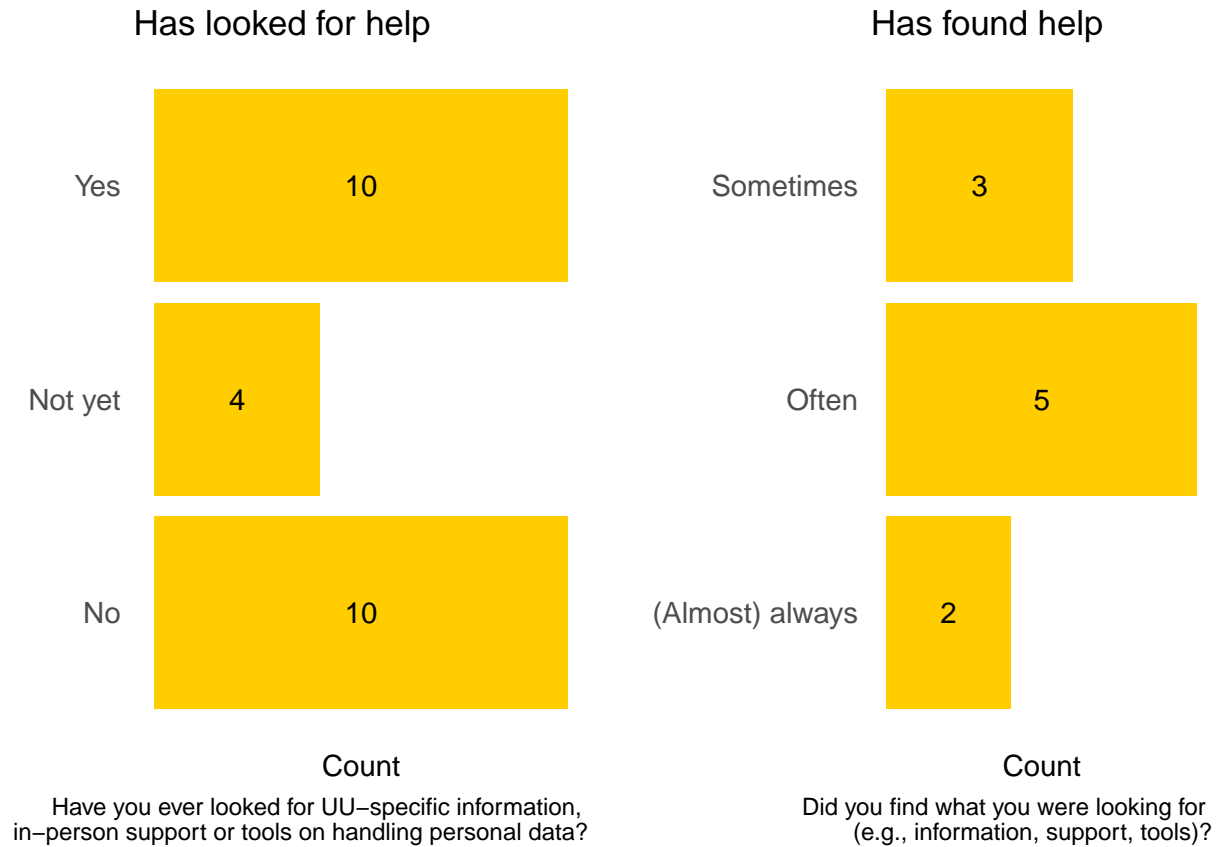 Has looked for help
Yes
10
Not yet
4
No
10
Count
Have you ever looked for UU−specific information,
in−person support or tools on handling personal data?
Has found help
Sometimes
3
Often
5
(Almost) always
2
Count
Did you find what you were looking for
(e.g., information, support, tools)?